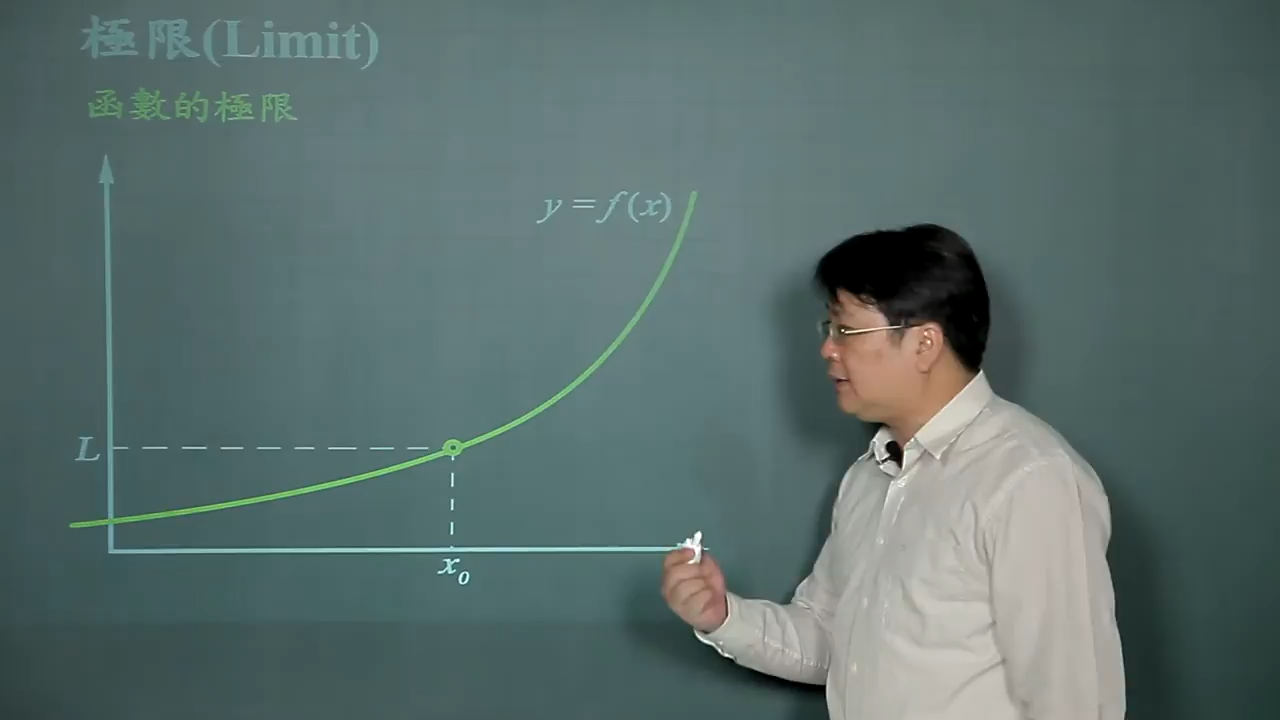 極限(Limit)
函數的極限
y = f(x)
L
x₀